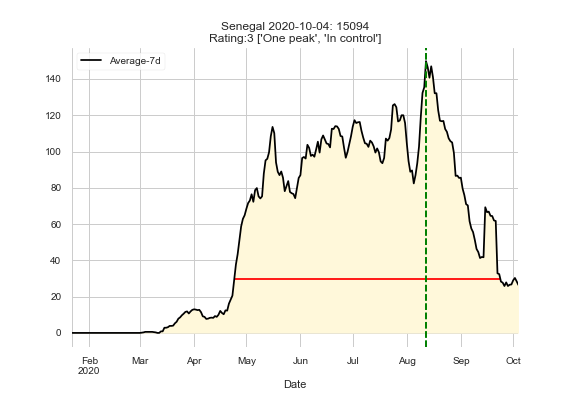 Senegal 2020-10-04: 15094
Rating:3 ['One peak', 'In control']
Average-7d
140
120
100
80
60
40
20
0
Feb Mar Apr May Jun Jul Aug Sep Oct
2020
Date